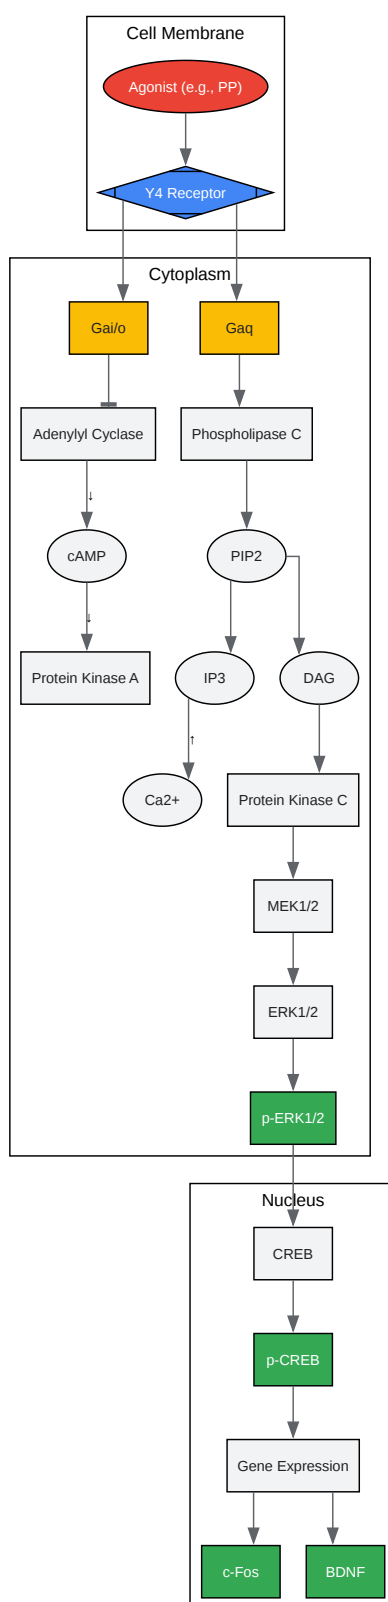 Cell Membrane
Agonist (e.g., PP)
Y4 Receptor
Cytoplasm
Gai/o
Gaq
Adenylyl Cyclase
Phospholipase C
↓
cAMP
PIP2
↓
Protein Kinase A
IP3
DAG
↑
Ca2+
Protein Kinase C
MEK1/2
ERK1/2
p-ERK1/2
Nucleus
CREB
p-CREB
Gene Expression
c-Fos
BDNF